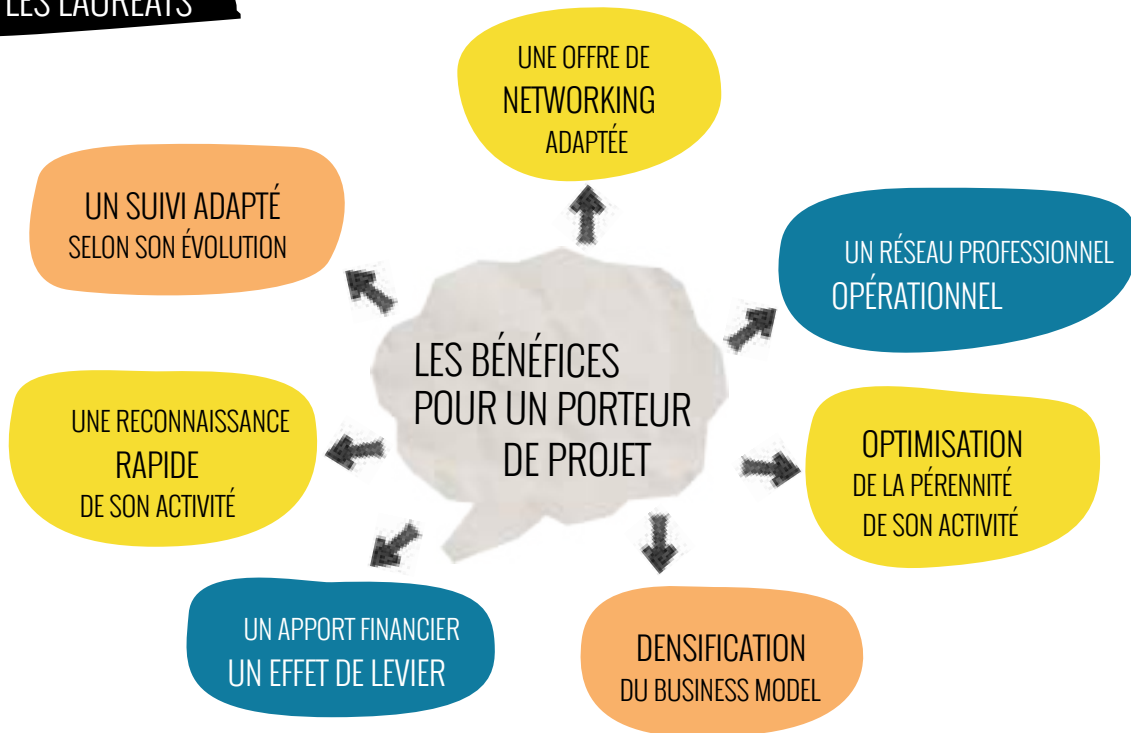 LES LAURÉATS
UNE OFFRE DE
NETWORKING
ADAPTÉE
UN SUIVI ADAPTÉ
SELON SON ÉVOLUTION
UN RÉSEAU PROFESSIONNEL
OPÉRATIONNEL
LES BÉNÉFICES
POUR UN PORTEUR
DE PROJET
UNE RECONNAISSANCE
RAPIDE
DE SON ACTIVITÉ
OPTIMISATION
DE LA PÉRENNITÉ
DE SON ACTIVITÉ
UN APPORT FINANCIER
UN EFFET DE LEVIER
DENSIFICATION
DU BUSINESS MODEL